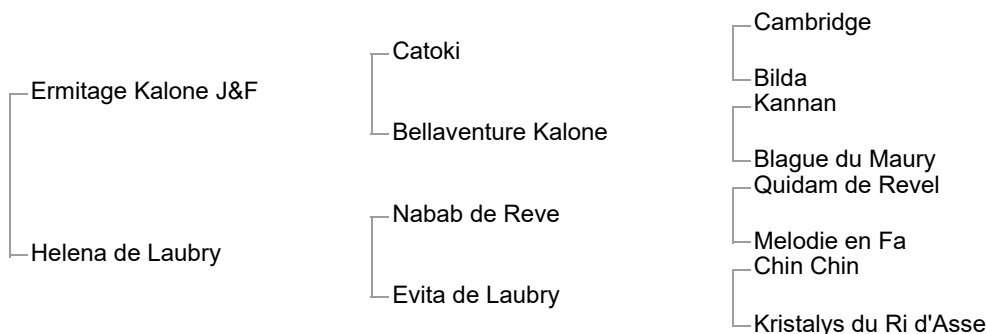 Cambridge
Catoki
Bilda
Ermitage Kalone J&F
Kannan
Bellaventure Kalone
Blague du Maury
Quidam de Revel
Nabab de Reve
Melodie en Fa
Helena de Laubry
Chin Chin
Evita de Laubry
Kristalys du Ri d'Asse